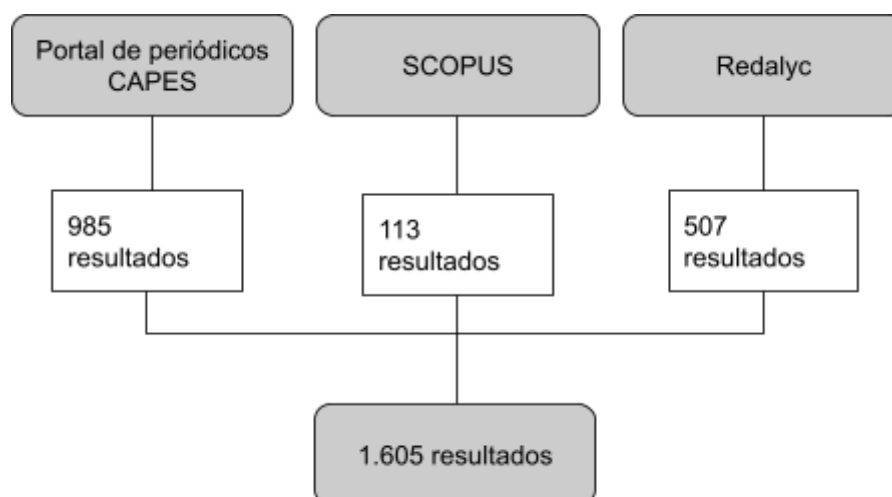 Portal de periódicos
CAPES
SCOPUS
Redalyc
985
resultados
113
resultados
507
resultados
1.605 resultados